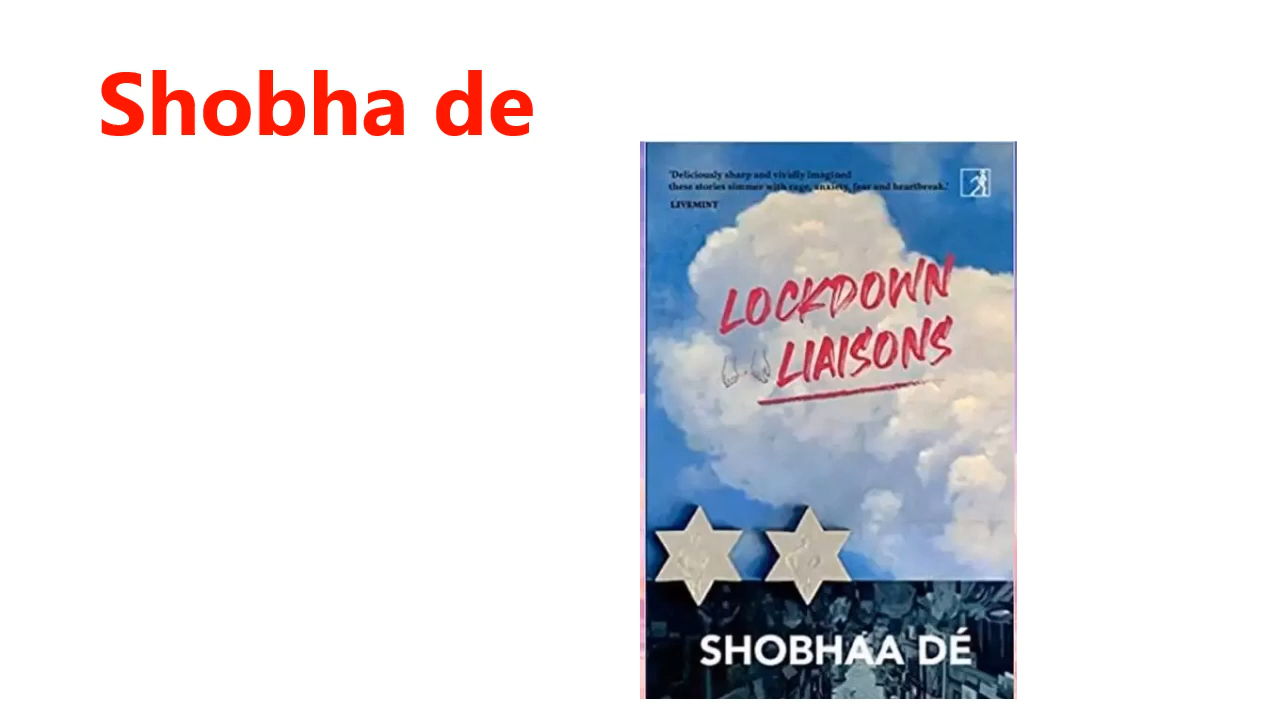 Shobha de
'Deliciously sharp and vividly imagined
these stories simmer with rage, anxiety, fear and heartbreak.'
LIVEMINT
LOCKDOWN
LIAISONS
SHOBHAA DÉ